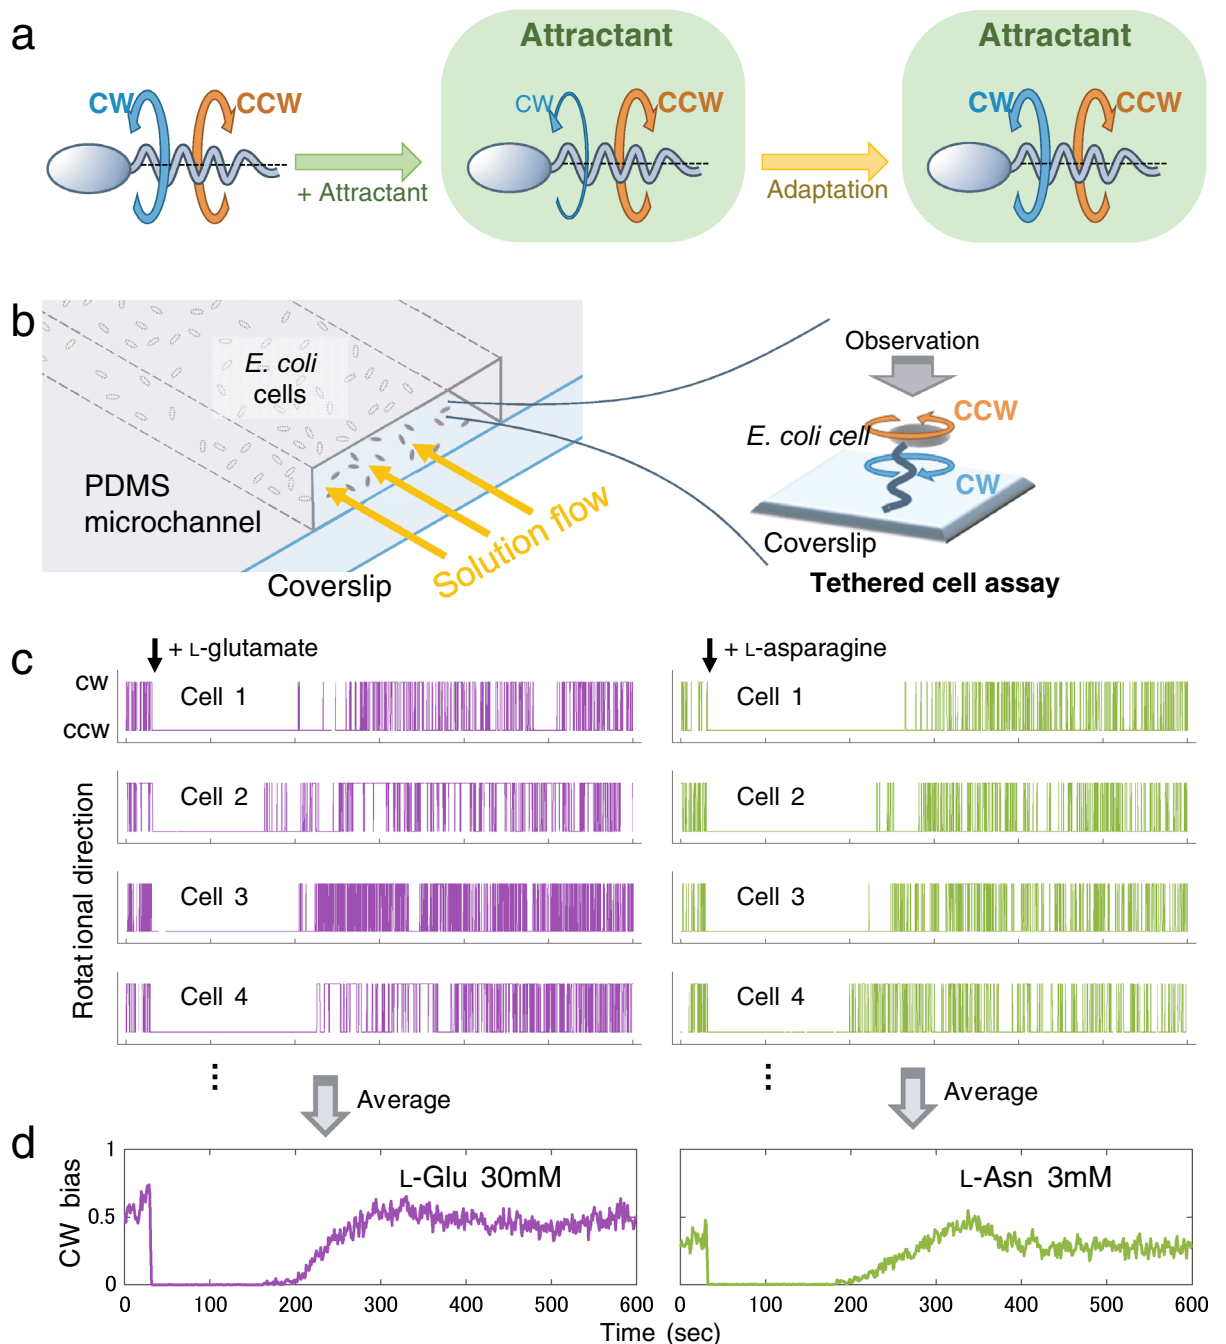 a
Attractant
Attractant
CW
CCW
CW
CCW
CW
CCW
+ Attractant
Adaptation
b
E. coli
cells
PDMS
microchannel
Coverslip
Solution flow
Observation
CCW
E. coli cell
CW
Coverslip
Tethered cell assay
c
+ L-glutamate
+ L-asparagine
CW
CCW
Rotational direction
Cell 1
Cell 1
Cell 2
Cell 2
Cell 3
Cell 3
Cell 4
Cell 4
⋮
⋮
Average
Average
d
CW bias
1
0.5
0
L-Glu 30mM
L-Asn 3mM
0 100 200 300 400 500 600
0 100 200 300 400 500 600
Time (sec)